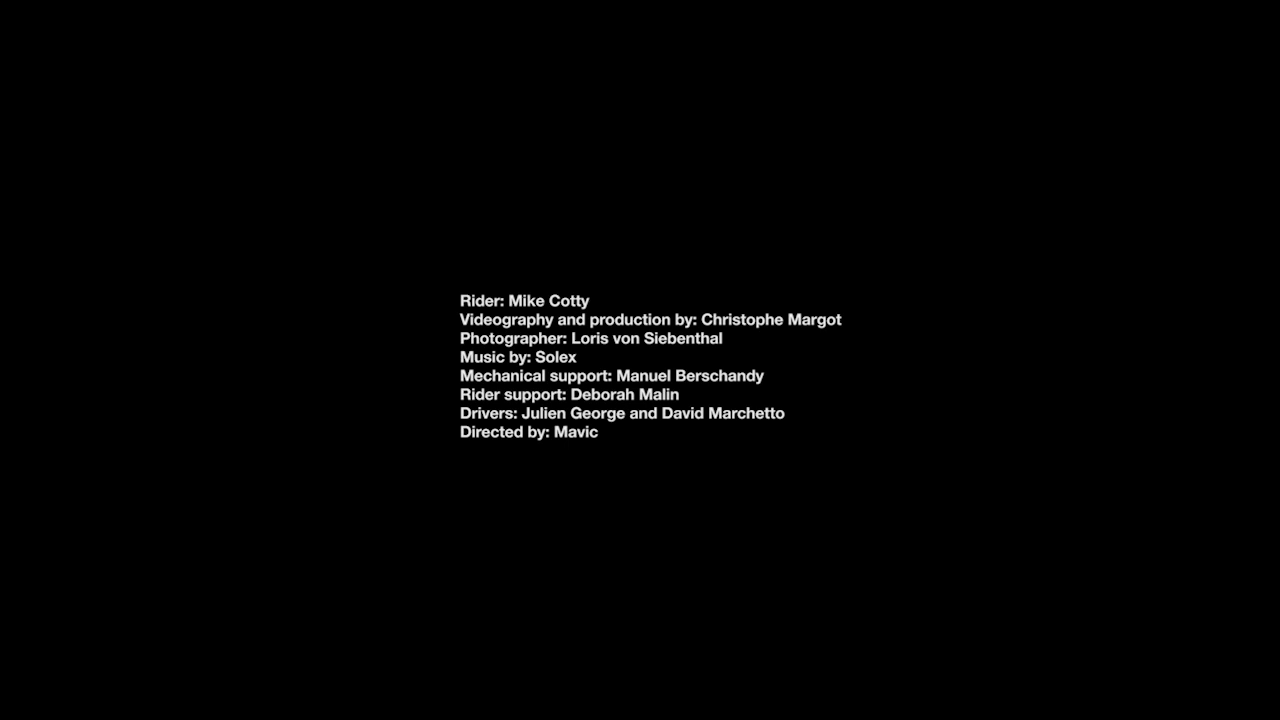 Rider: Mike Cotty
Videography and production by: Christophe Margot
Photographer: Loris von Siebenthal
Music by: Solex
Mechanical support: Manuel Berschandy
Rider support: Deborah Malin
Drivers: Julien George and David Marchetto
Directed by: Mavic